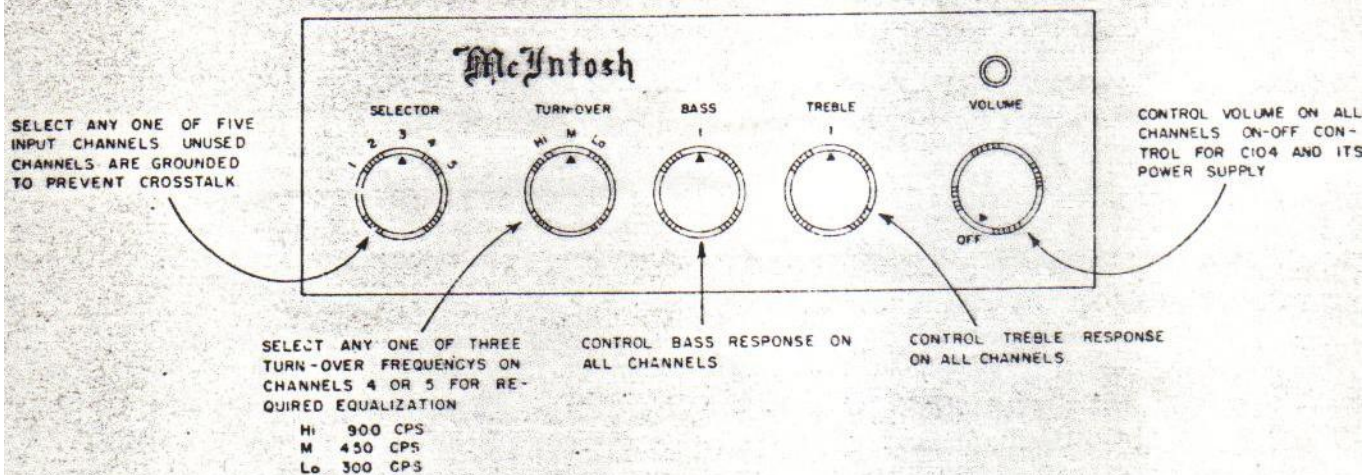 McIntosh
SELECTOR
TURN-OVER
BASS
TREBLE
VOLUME
1
2
3
4
5
Hi
M
Lo
1
1
OFF
SELECT ANY ONE OF FIVE
INPUT CHANNELS UNUSED
CHANNELS ARE GROUNDED
TO PREVENT CROSSTALK
CONTROL VOLUME ON ALL
CHANNELS ON-OFF CON-
TROL FOR C104 AND ITS
POWER SUPPLY
SELECT ANY ONE OF THREE
TURN-OVER FREQUENCYS ON
CHANNELS 4 OR 5 FOR RE-
QUIRED EQUALIZATION
Hi 900 CPS
M 450 CPS
Lo 300 CPS
CONTROL BASS RESPONSE ON
ALL CHANNELS
CONTROL TREBLE RESPONSE
ON ALL CHANNELS